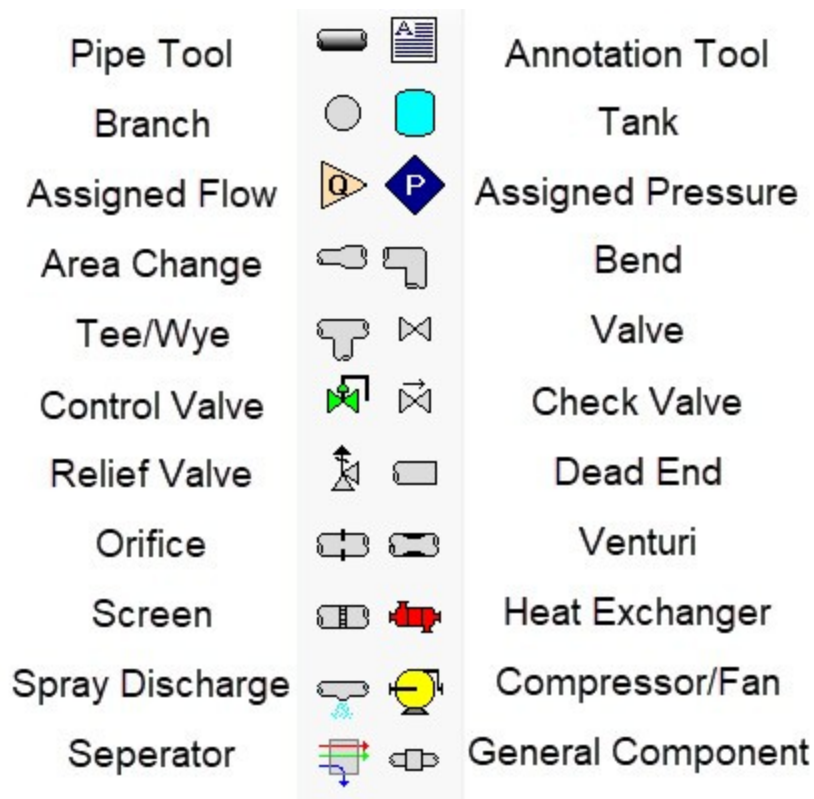 Pipe Tool A Annotation Tool
Branch Tank
Assigned Flow Q P Assigned Pressure
Area Change Bend
Tee/Wye Valve
Control Valve Check Valve
Relief Valve Dead End
Orifice Venturi
Screen Heat Exchanger
Spray Discharge Compressor/Fan
Seperator General Component